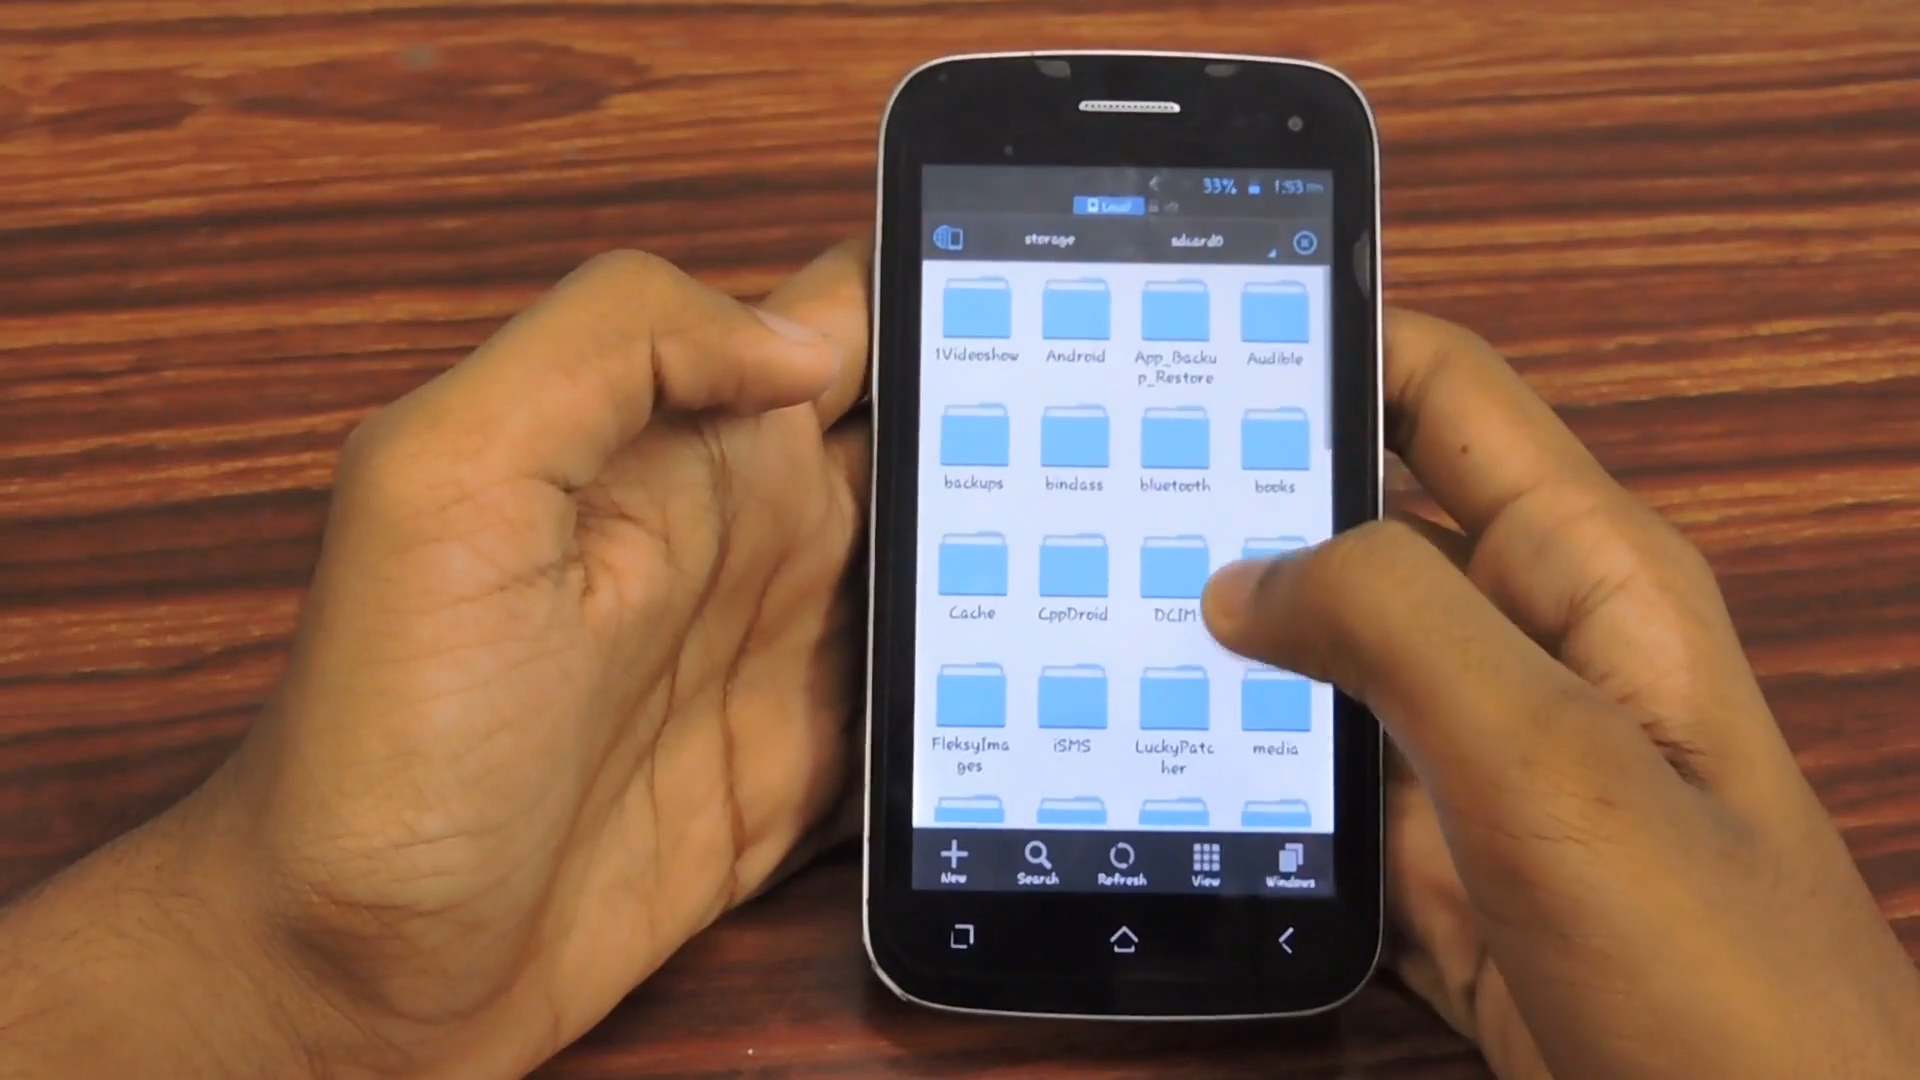 33% 1:53
Local
storage sdcard0
1Videoshow Android App_Backu Audible
p_Restore
backups bindass bluetooth books
Cache CppDroid DCIM
FleksyIma iSMS LuckyPatc media
ges her
New Search Refresh View Windows